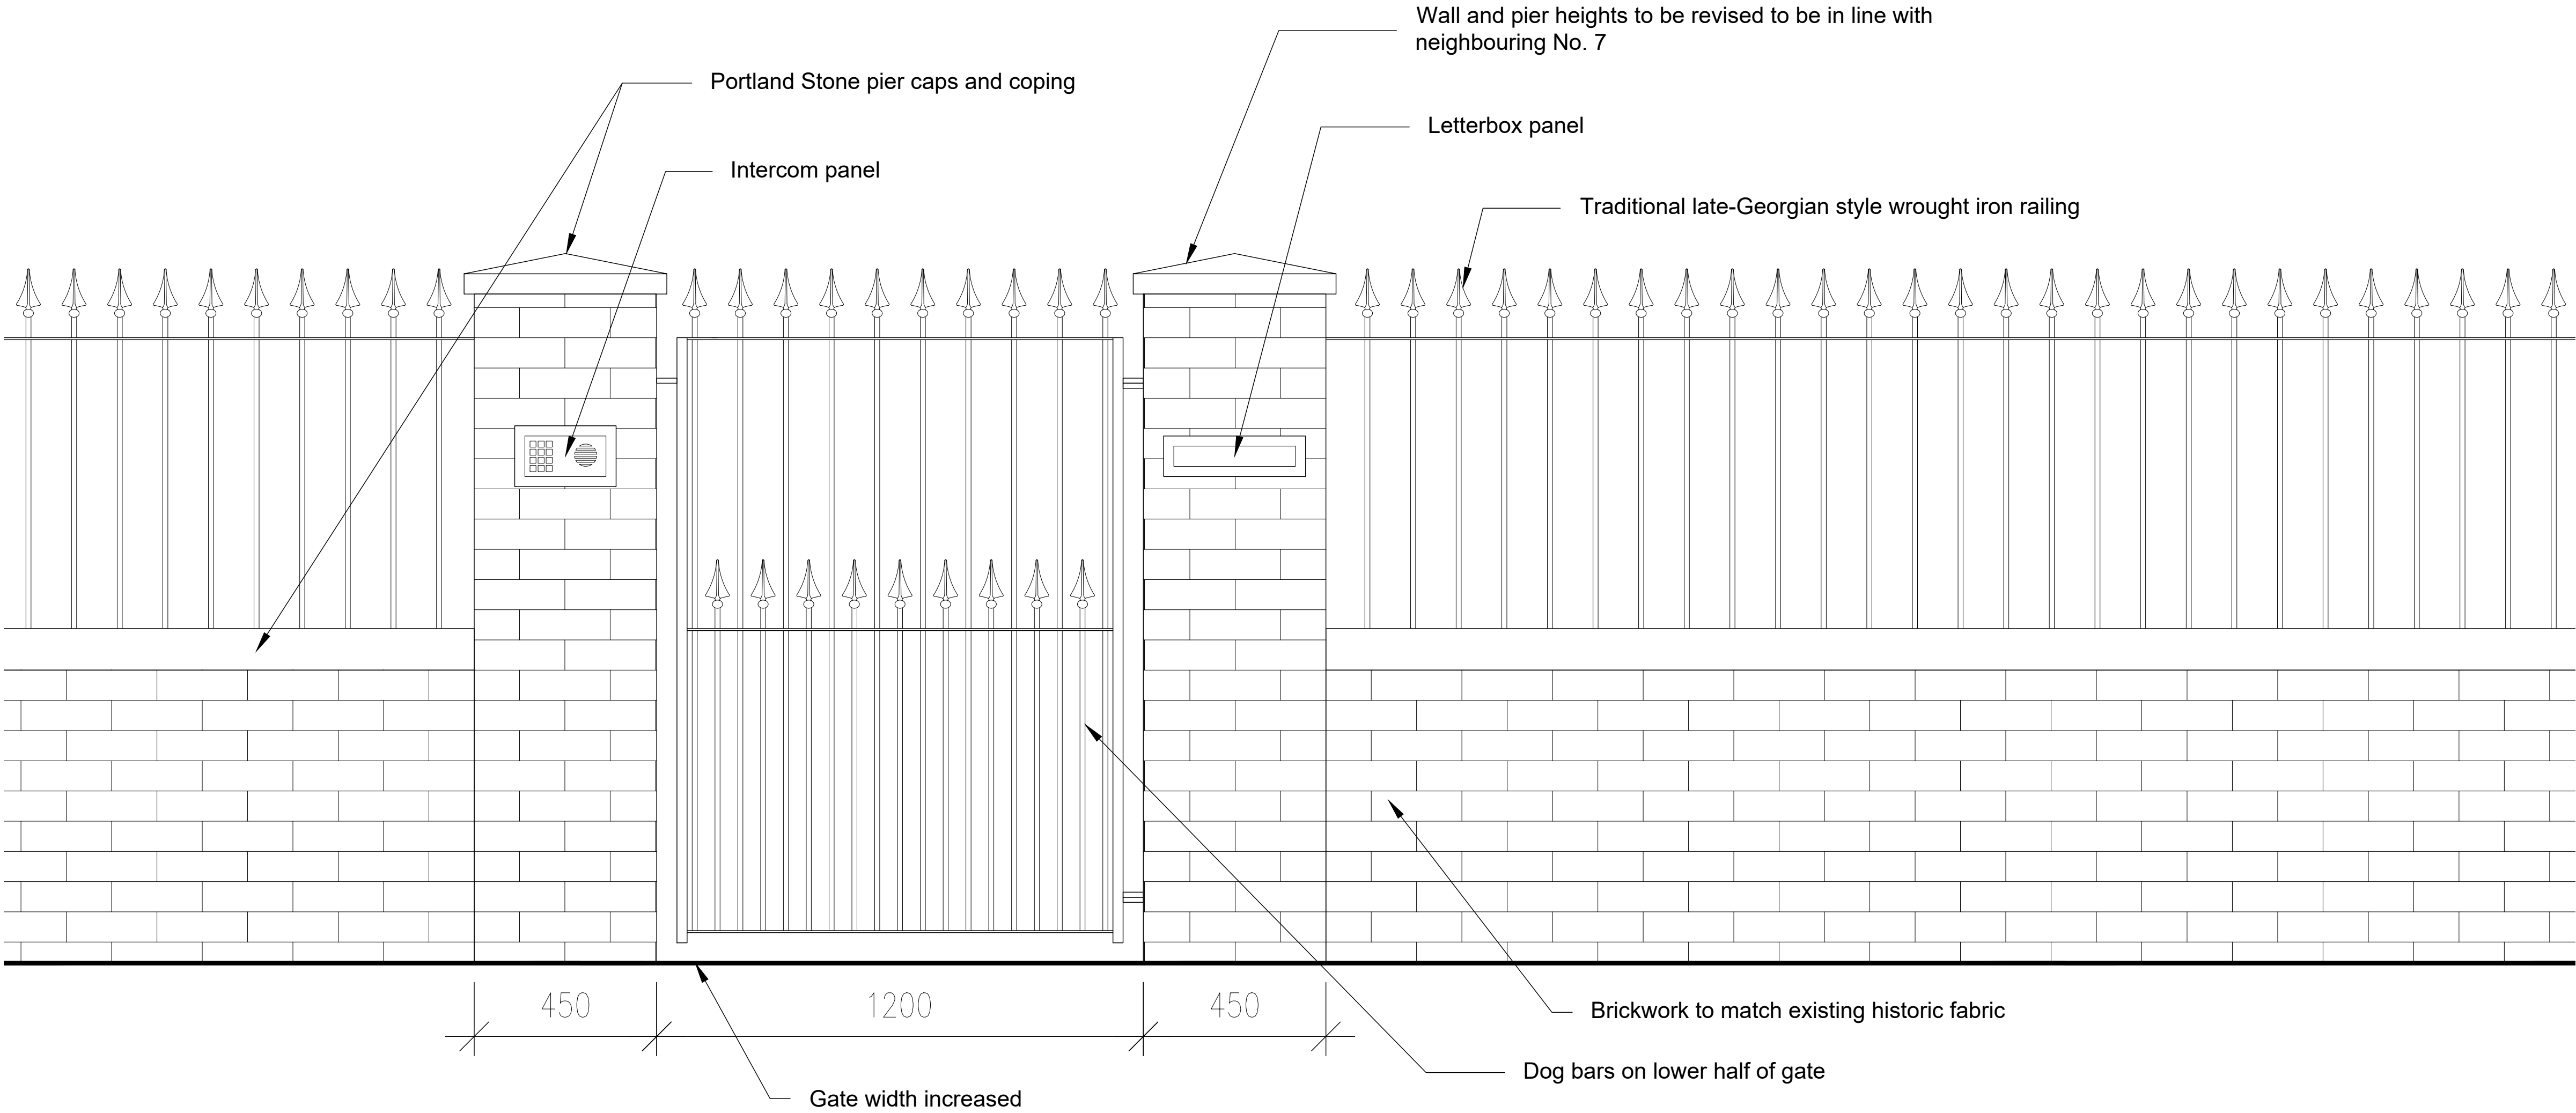 Wall and pier heights to be revised to be in line with
neighbouring No. 7
Portland Stone pier caps and coping
Letterbox panel
Intercom panel
Traditional late-Georgian style wrought iron railing
450
1200
450
Brickwork to match existing historic fabric
Dog bars on lower half of gate
Gate width increased